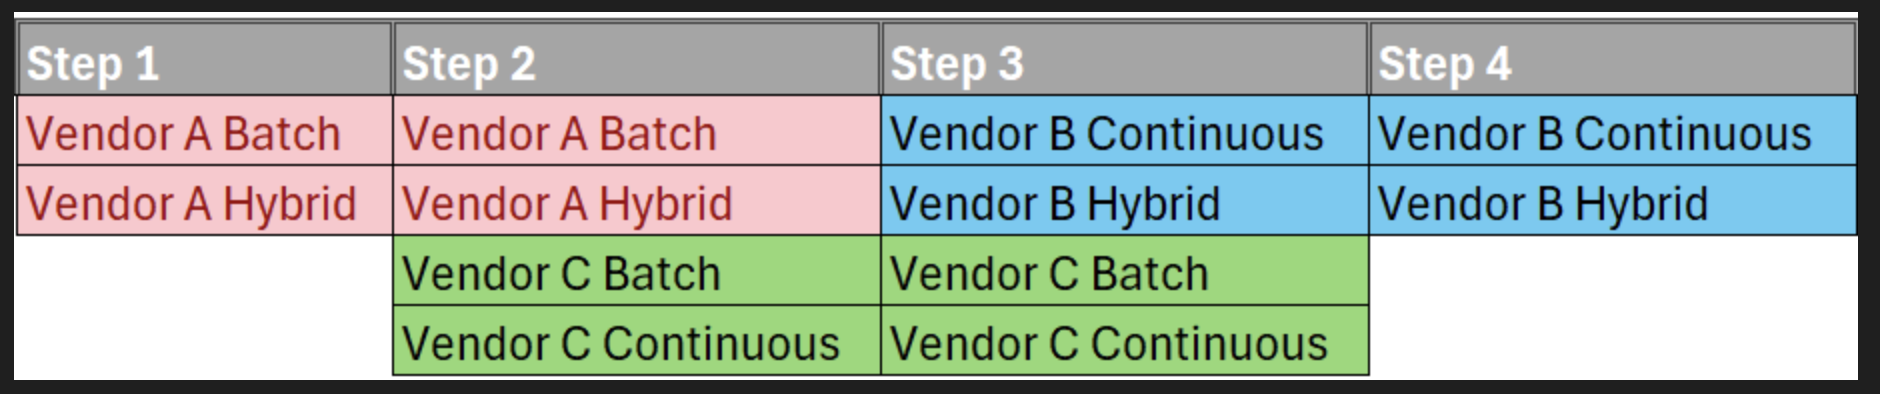 Step 1 Step 2 Step 3 Step 4
Vendor A Batch Vendor A Batch Vendor B Continuous Vendor B Continuous
Vendor A Hybrid Vendor A Hybrid Vendor B Hybrid Vendor B Hybrid
Vendor C Batch Vendor C Batch
Vendor C Continuous Vendor C Continuous